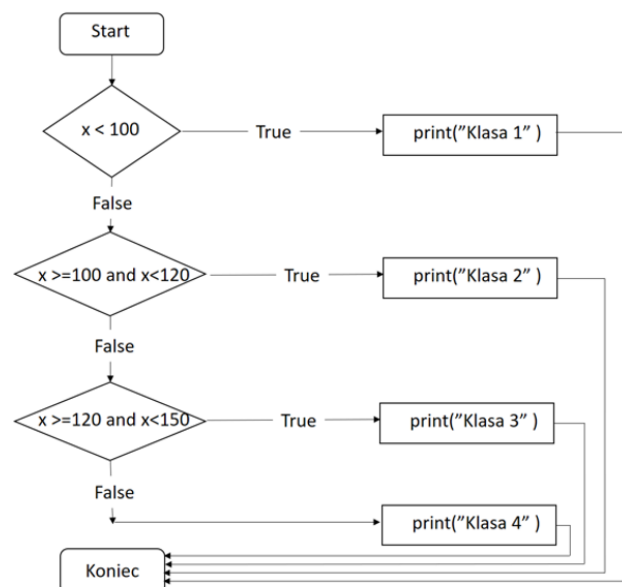 Start
x < 100
True
print(”Klasa 1” )
False
x >=100 and x<120
True
print(”Klasa 2” )
False
x >=120 and x<150
True
print(”Klasa 3” )
False
print(”Klasa 4” )
Koniec